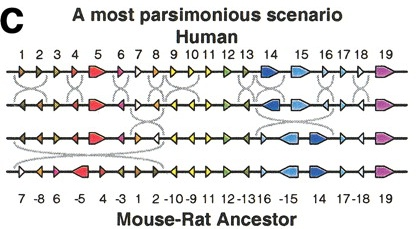 C
A most parsimonious scenario
Human
1 2 3 4 5 6 7 8 9 10 11 12 13 14 15 16 17 18 19
7 -8 6 -5 4 -3 1 2 -10 -9 11 12 -13 16 -15 14 17 -18 19
Mouse-Rat Ancestor